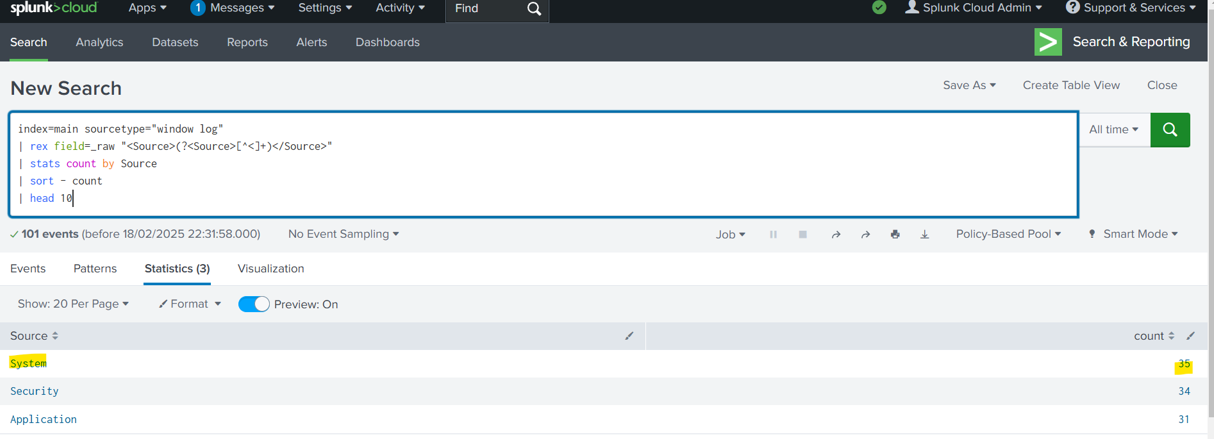 splunk>cloud Apps ▾ 1 Messages ▾ Settings ▾ Activity ▾ Find Splunk Cloud Admin ▾ ? Support & Services ▾
Search Analytics Datasets Reports Alerts Dashboards > Search & Reporting
New Search Save As ▾ Create Table View Close
index=main sourcetype="window log"
All time ▾
| rex field=_raw "<Source>(?<Source>[^<]+)</Source>"
| stats count by Source
| sort - count
| head 10
✓ 101 events (before 18/02/2025 22:31:58.000) No Event Sampling ▾ Job ▾ Policy-Based Pool ▾ Smart Mode ▾
Events Patterns Statistics (3) Visualization
Show: 20 Per Page ▾ Format ▾ Preview: On
Source count
System 35
Security 34
Application 31